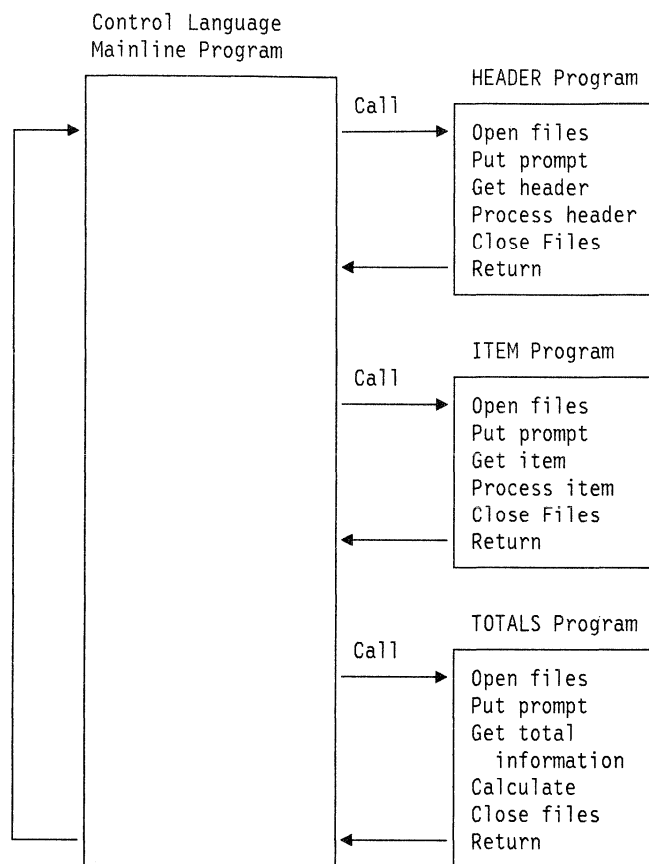 Control Language
Mainline Program
HEADER Program
Call
Open files
Put prompt
Get header
Process header
Close Files
Return
ITEM Program
Call
Open files
Put prompt
Get item
Process item
Close Files
Return
TOTALS Program
Call
Open files
Put prompt
Get total
information
Calculate
Close files
Return